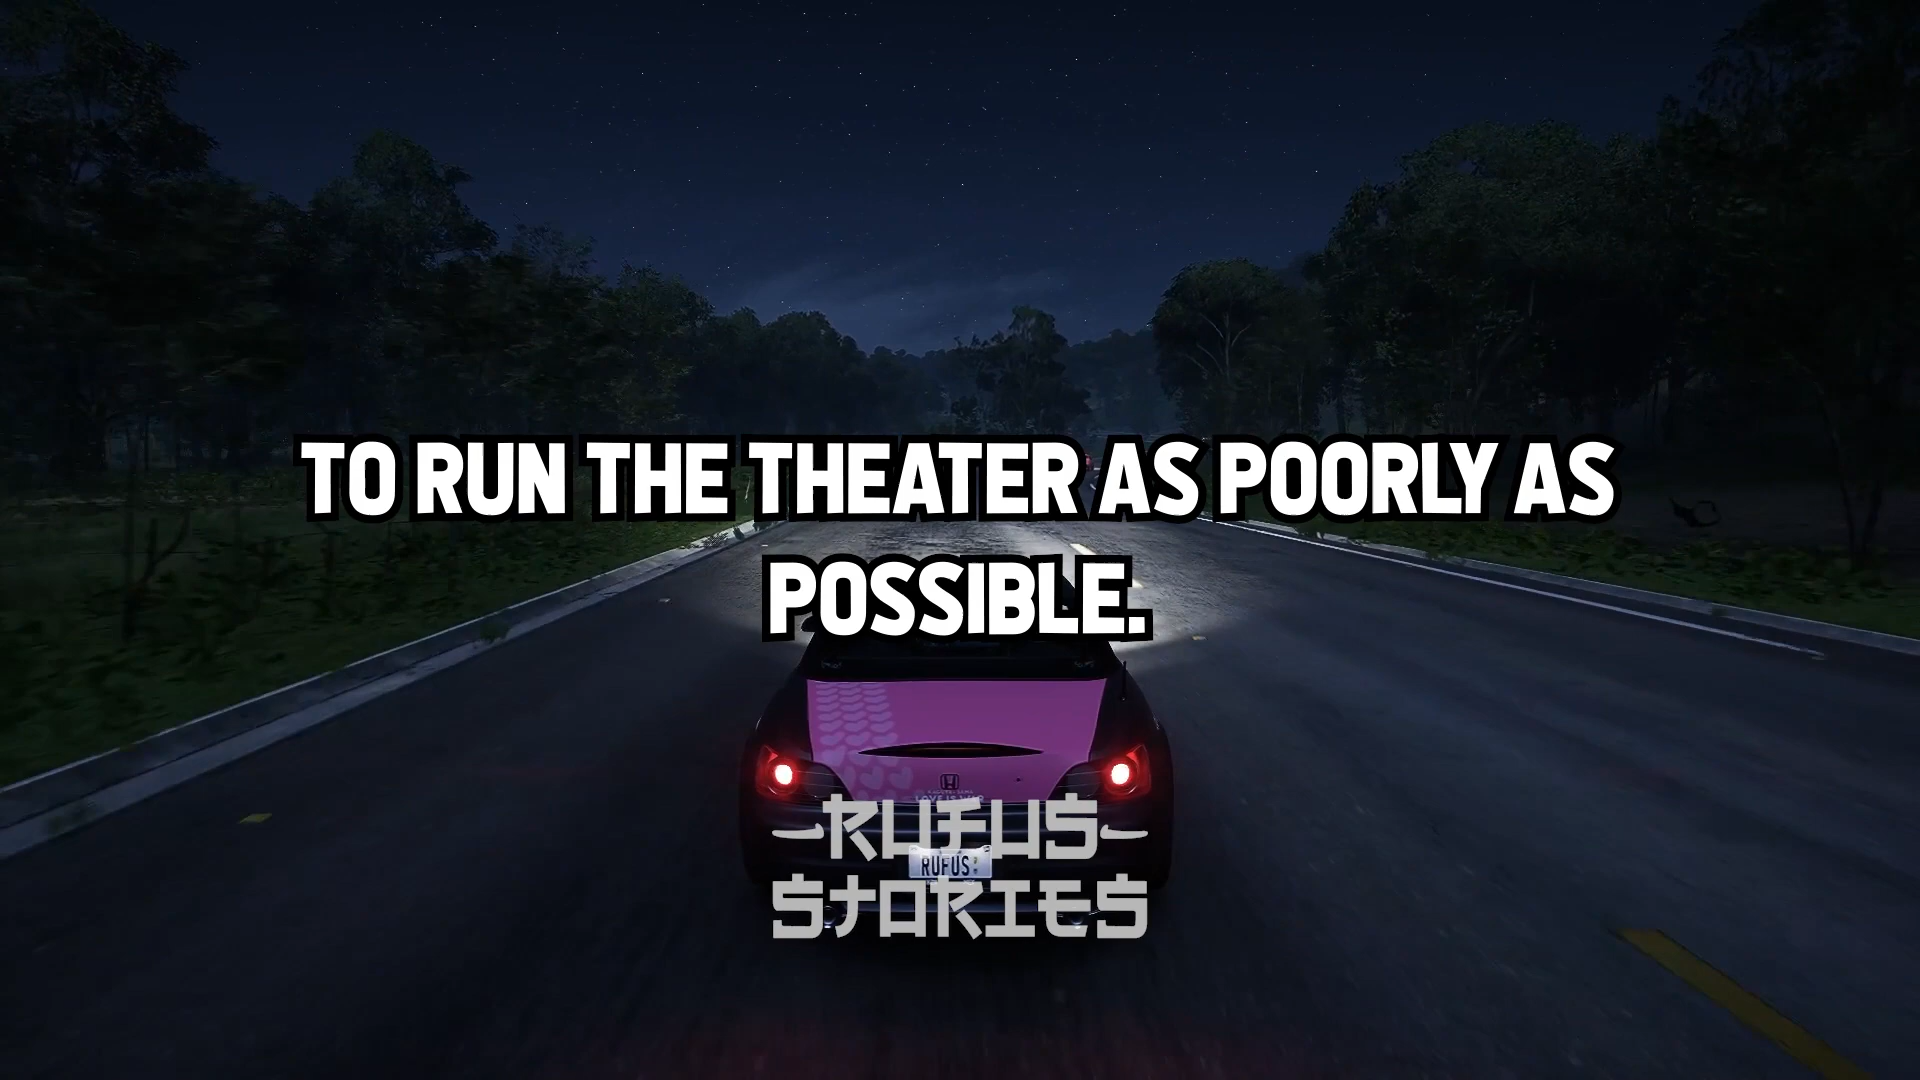 TO RUN THE THEATER AS POORLY AS
POSSIBLE.
RUFUS
RUFUS
STORIES